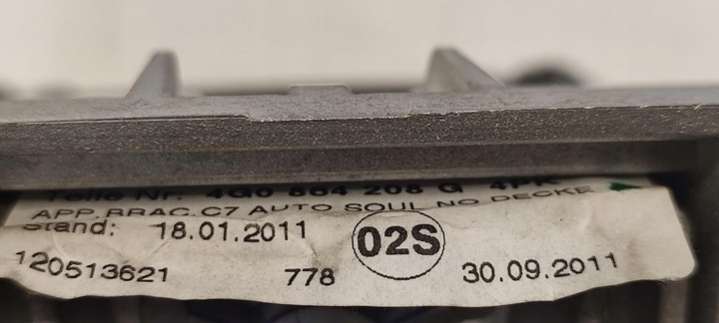 Teile Nr. 4G0 864 208 G 4PK
APP.BRAC.C7 AUTO SOUL NO DECKE
Stand: 18.01.2011 02S
120513621 778 30.09.2011